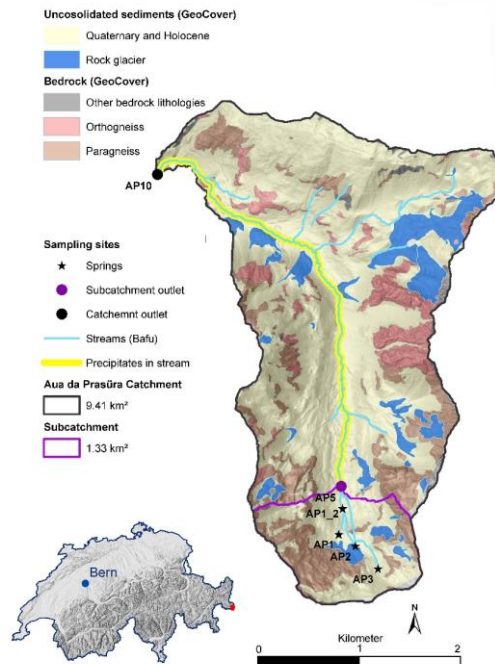 Uncosolidated sediments (GeoCover)
Quaternary and Holocene
Rock glacier
Bedrock (GeoCover)
Other bedrock lithologies
Orthogneiss
Paragneiss
AP10
Sampling sites
Springs
Subcatchment outlet
Catchemnt outlet
Streams (Bafu)
Precipitates in stream
Aua da Prasüra Catchment
9.41 km²
Subcatchment
1.33 km²
AP5
AP1_2
AP1
AP2
AP3
Bern
N
Kilometer
0 1 2